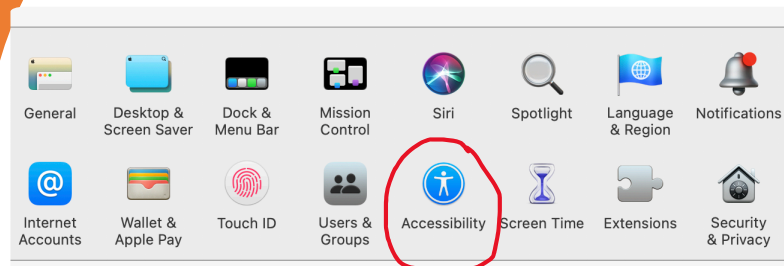 General
Desktop &
Screen Saver
Dock &
Menu Bar
Mission
Control
Siri
Spotlight
Language
& Region
Notifications
Internet
Accounts
Wallet &
Apple Pay
Touch ID
Users &
Groups
Accessibility
Screen Time
Extensions
Security
& Privacy